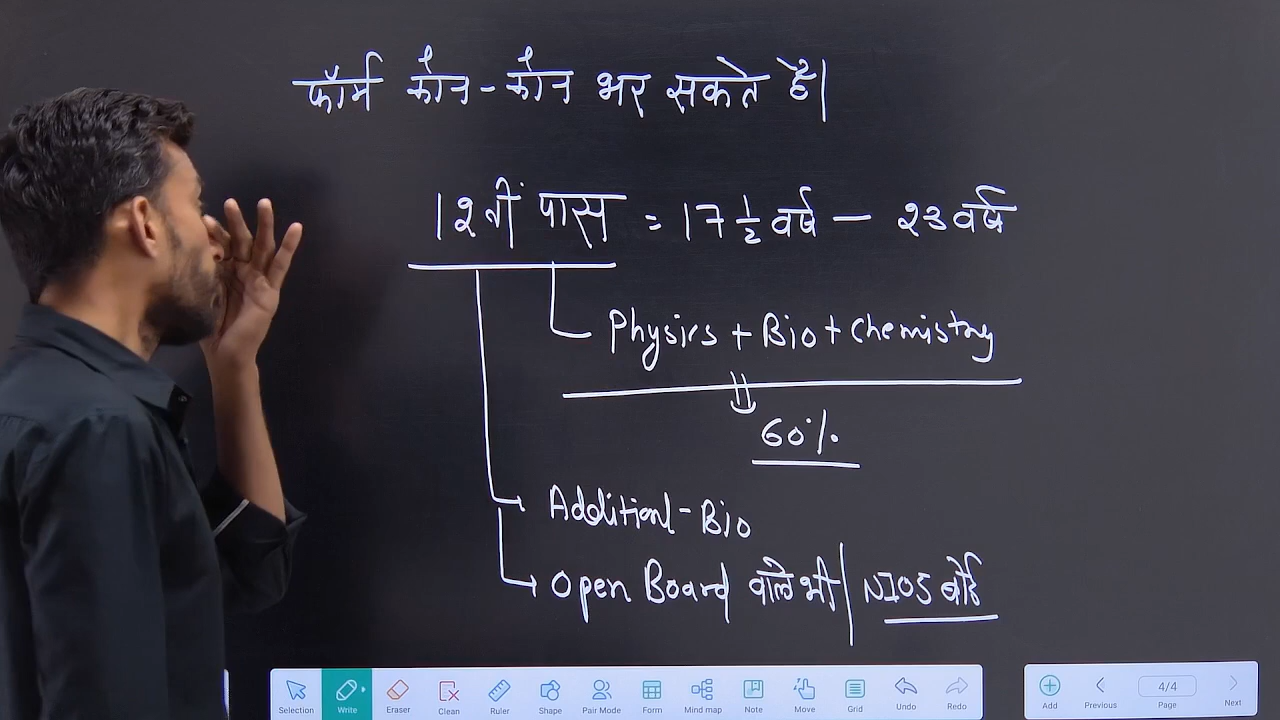 फॉर्म कौन-कौन भर सकते है।
12वीं पास = 17 1/2 वर्ष — 23 वर्ष
Physics + Bio + Chemistry
60%
Additional - Bio
Open Board वाले भी | NIOS बोर्ड
Selection Write Eraser Clean Ruler Shape Pair Mode Form Mind map Note Move Grid Undo Redo Add Previous 4/4 Page Next